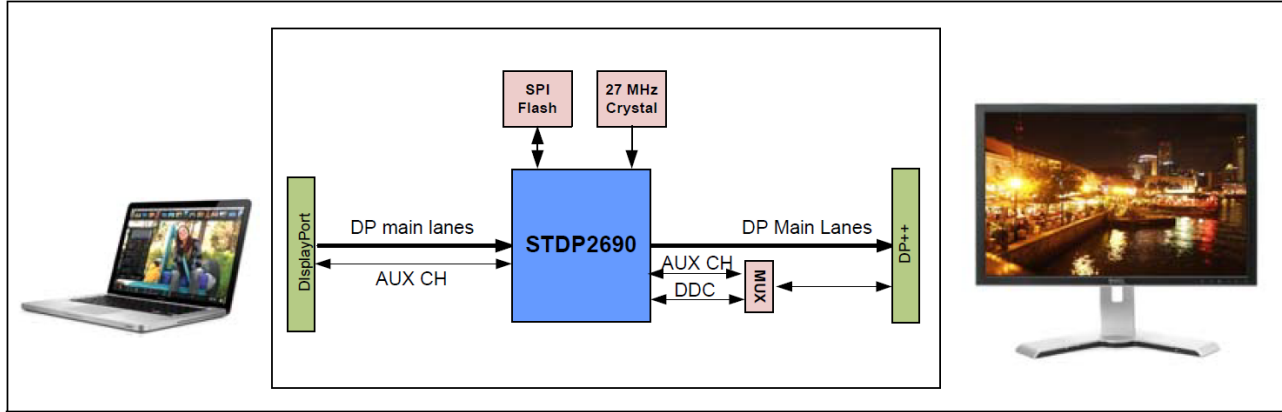 SPI
Flash
27 MHz
Crystal
DIsplayPort
DP main lanes
AUX CH
STDP2690
DP Main Lanes
AUX CH
DDC
MUX
DP++